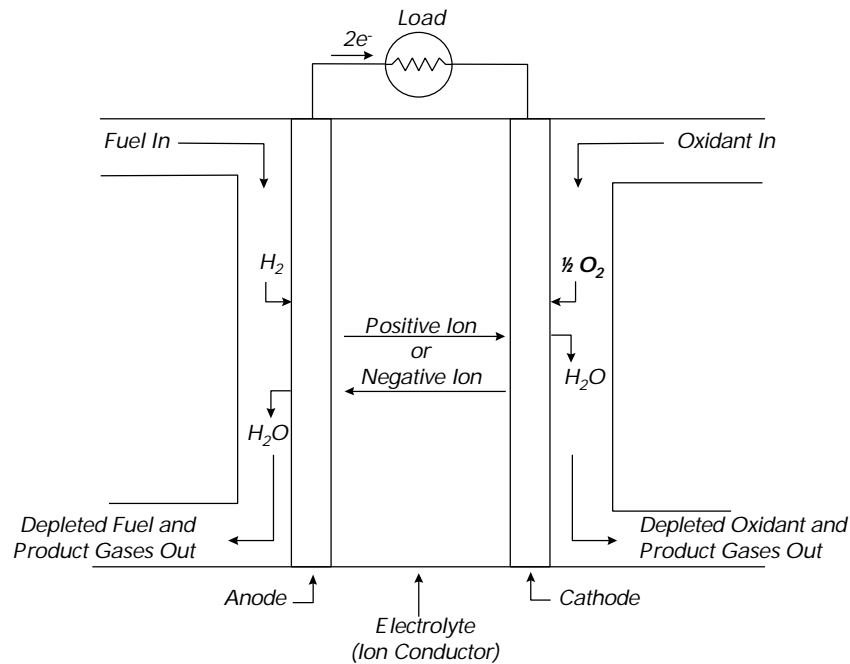 Load
2e-
Fuel In
Oxidant In
H2
½ O2
Positive Ion
or
Negative Ion
H2O
H2O
Depleted Fuel and
Product Gases Out
Depleted Oxidant and
Product Gases Out
Anode
Cathode
Electrolyte
(Ion Conductor)